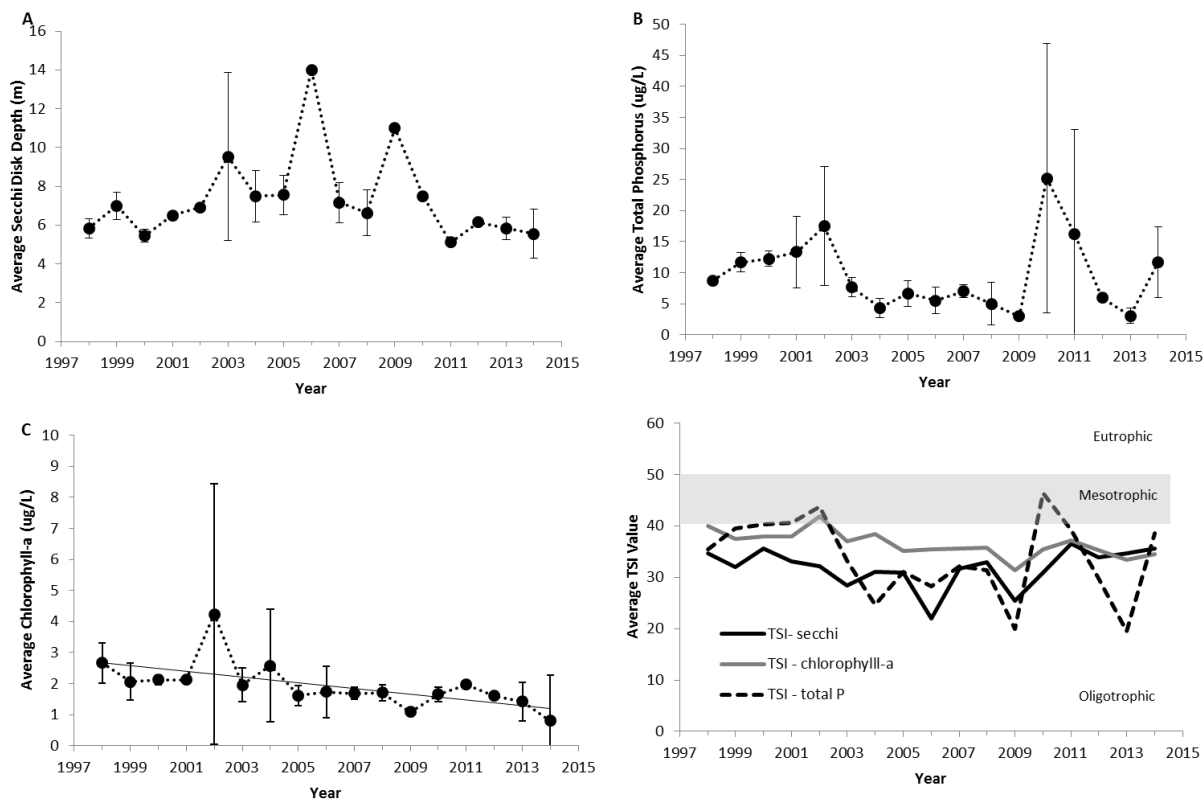 A
Average Secchi Disk Depth (m)
16
14
12
10
8
6
4
2
0
1997 1999 2001 2003 2005 2007 2009 2011 2013 2015
Year
B
Average Total Phosphorus (ug/L)
50
45
40
35
30
25
20
15
10
5
0
1997 1999 2001 2003 2005 2007 2009 2011 2013 2015
Year
C
Average Chlorophyll-a (ug/L)
10
9
8
7
6
5
4
3
2
1
0
1997 1999 2001 2003 2005 2007 2009 2011 2013 2015
Year
Average TSI Value
60
50
40
30
20
10
0
Eutrophic
Mesotrophic
Oligotrophic
TSI- secchi
TSI - chlorophylll-a
TSI - total P
1997 1999 2001 2003 2005 2007 2009 2011 2013 2015
Year